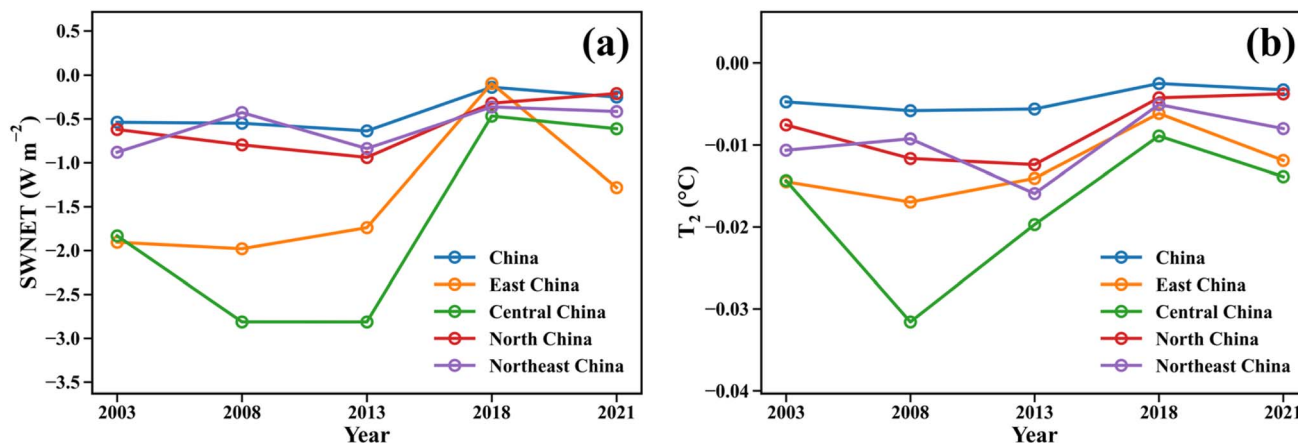 (a)
SWNET (W m⁻²)
0.5
0.0
−0.5
−1.0
−1.5
−2.0
−2.5
−3.0
−3.5
China
East China
Central China
North China
Northeast China
2003 2008 2013 2018 2021
Year
(b)
T₂ (°C)
0.00
−0.01
−0.02
−0.03
−0.04
China
East China
Central China
North China
Northeast China
2003 2008 2013 2018 2021
Year